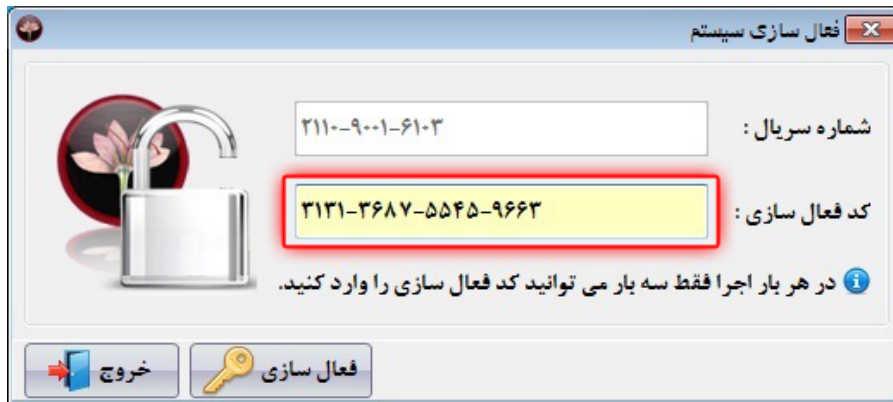 فعال سازی سیستم
شماره سریال : ۲۱۱۰-۹۰۰۱-۶۱۰۳
کد فعال سازی : ۳۱۳۱-۳۶۸۷-۵۵۴۵-۹۶۶۳
در هر بار اجرا فقط سه بار می توانید کد فعال سازی را وارد کنید.
فعال سازی
خروج